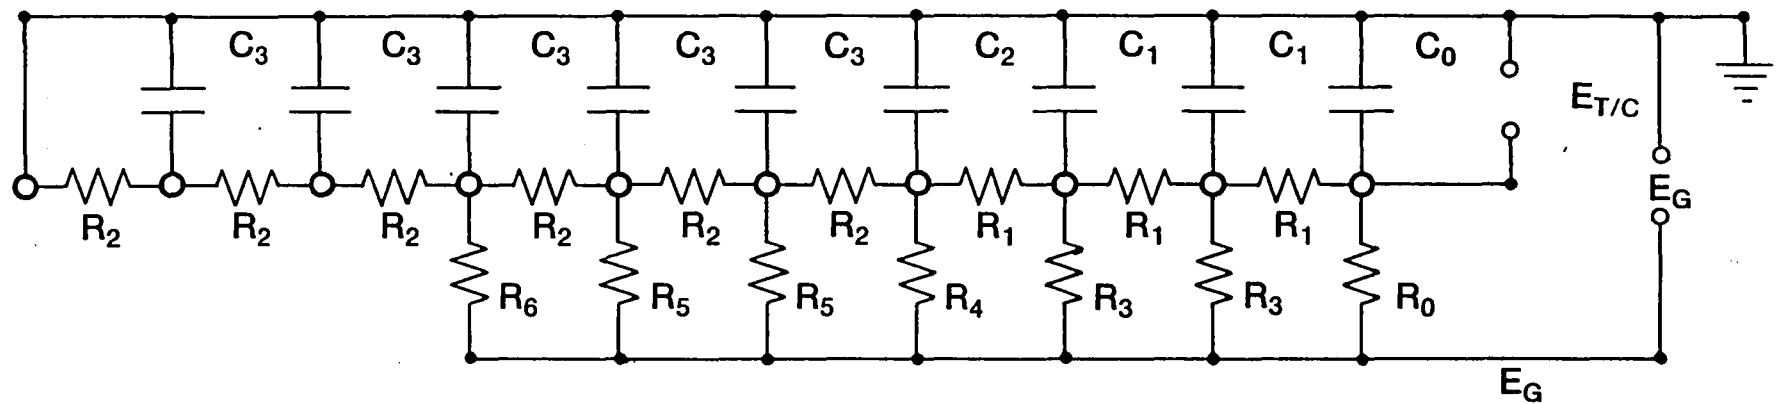 C3 C3 C3 C3 C3 C2 C1 C1 C0
ET/C
EG
R2 R2 R2 R2 R2 R2 R1 R1 R1
R6 R5 R5 R4 R3 R3 R0
EG